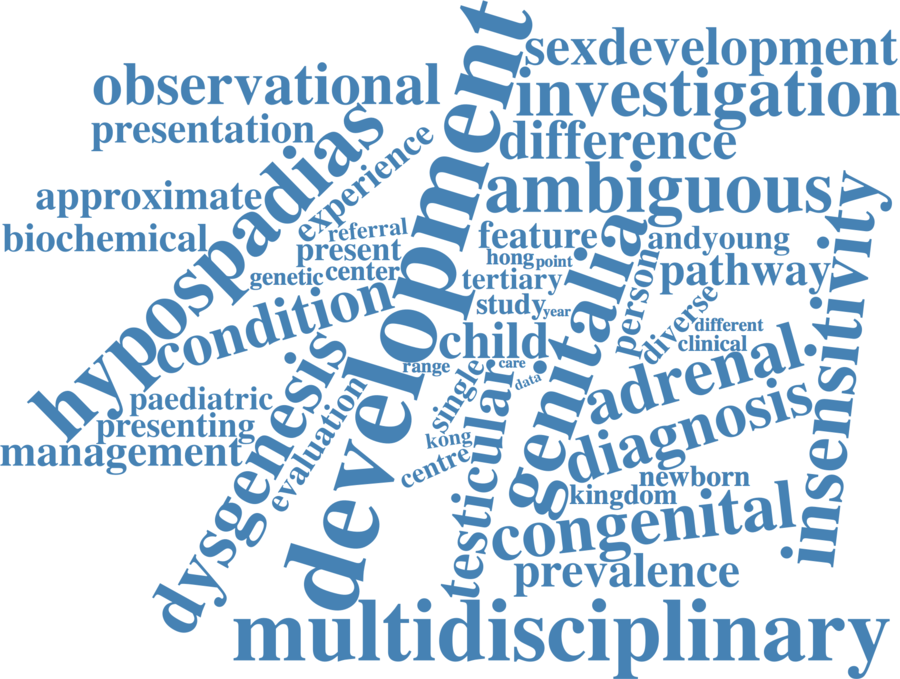 sexdevelopment
observational
investigation
presentation
difference
development
hypospadias
experience
approximate
ambiguous
biochemical
referral
feature
andyoung
present
hong
point
genetic
center
tertiary
pathway
person
insensitivity
condition
study
year
genitalia
diverse
different
child
clinical
range
care
single
data
adrenal
paediatric
evaluation
dysgenesis
presenting
management
kong
centre
testicular
diagnosis
newborn
kingdom
congenital
prevalence
multidisciplinary